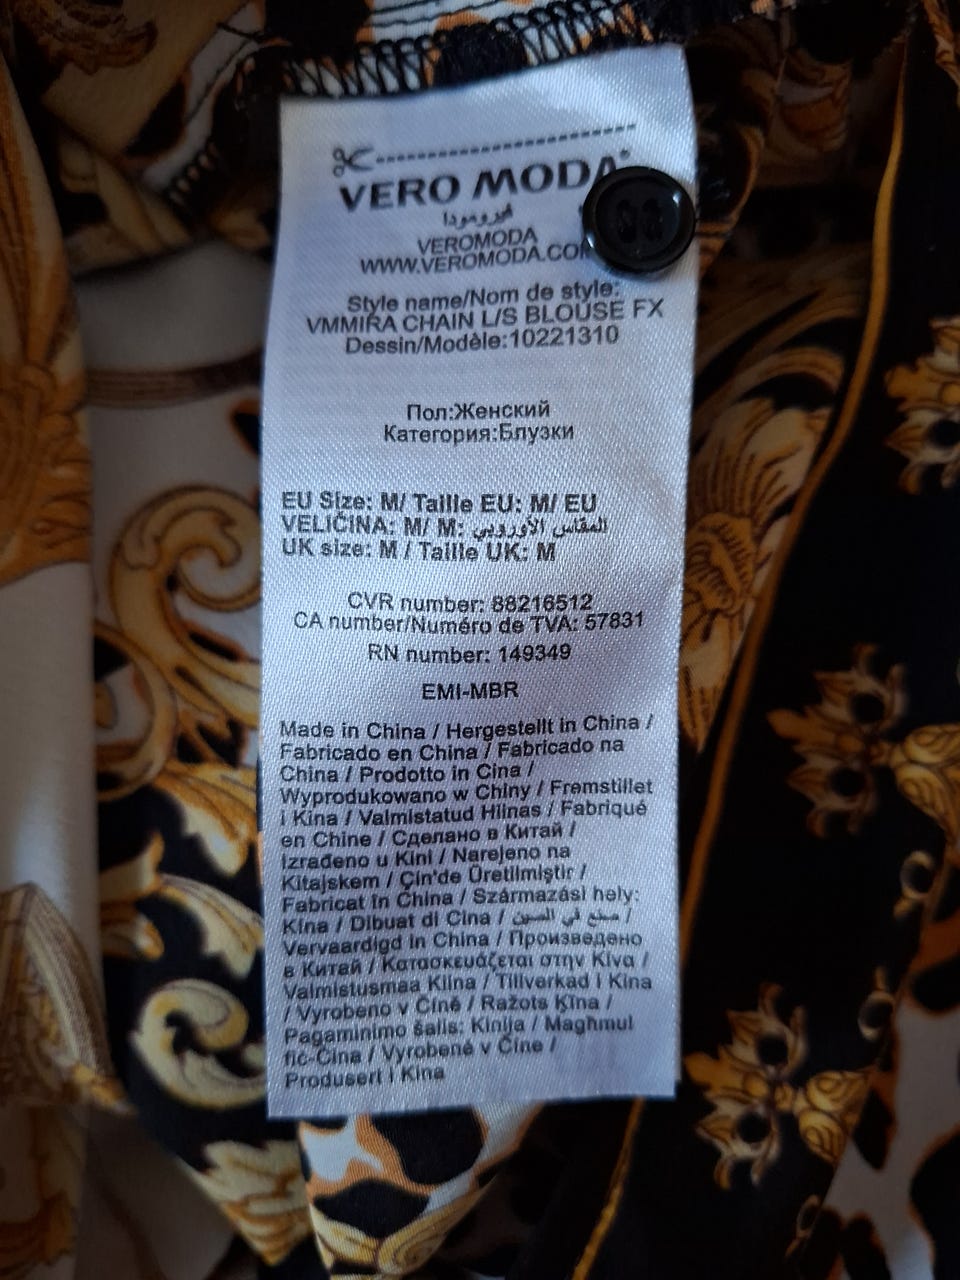 VERO MODA
فيرومودا
VEROMODA
WWW.VEROMODA.COM
Style name/Nom de style:
VMMIRA CHAIN L/S BLOUSE FX
Dessin/Modèle:10221310
Пол:Женский
Категория:Блузки
EU Size: M/ Taille EU: M/ EU
VELIČINA: M/ M: المقاس الأوروبي
UK size: M / Taille UK: M
CVR number: 88216512
CA number/Numéro de TVA: 57831
RN number: 149349
EMI-MBR
Made in China / Hergestellt in China /
Fabricado en China / Fabricado na
China / Prodotto in Cina /
Wyprodukowano w Chiny / Fremstillet
i Kina / Valmistatud Hiinas / Fabriqué
en Chine / Сделано в Китай /
Izrađeno u Kini / Narejeno na
Kitajskem / Çin'de Üretilmiştir /
Fabricat în China / Származási hely:
Kína / Dibuat di Cina / صنع في الصين /
Vervaardigd in China / Произведено
в Китай / Κατασκευάζεται στην Κίνα /
Valmistusmaa Kiina / Tillverkad i Kina
/ Vyrobeno v Číně / Ražots Ķīna /
Pagaminimo šalis: Kinija / Magħmul
fiċ-Ċina / Vyrobené v Číne /
Produsert i Kina